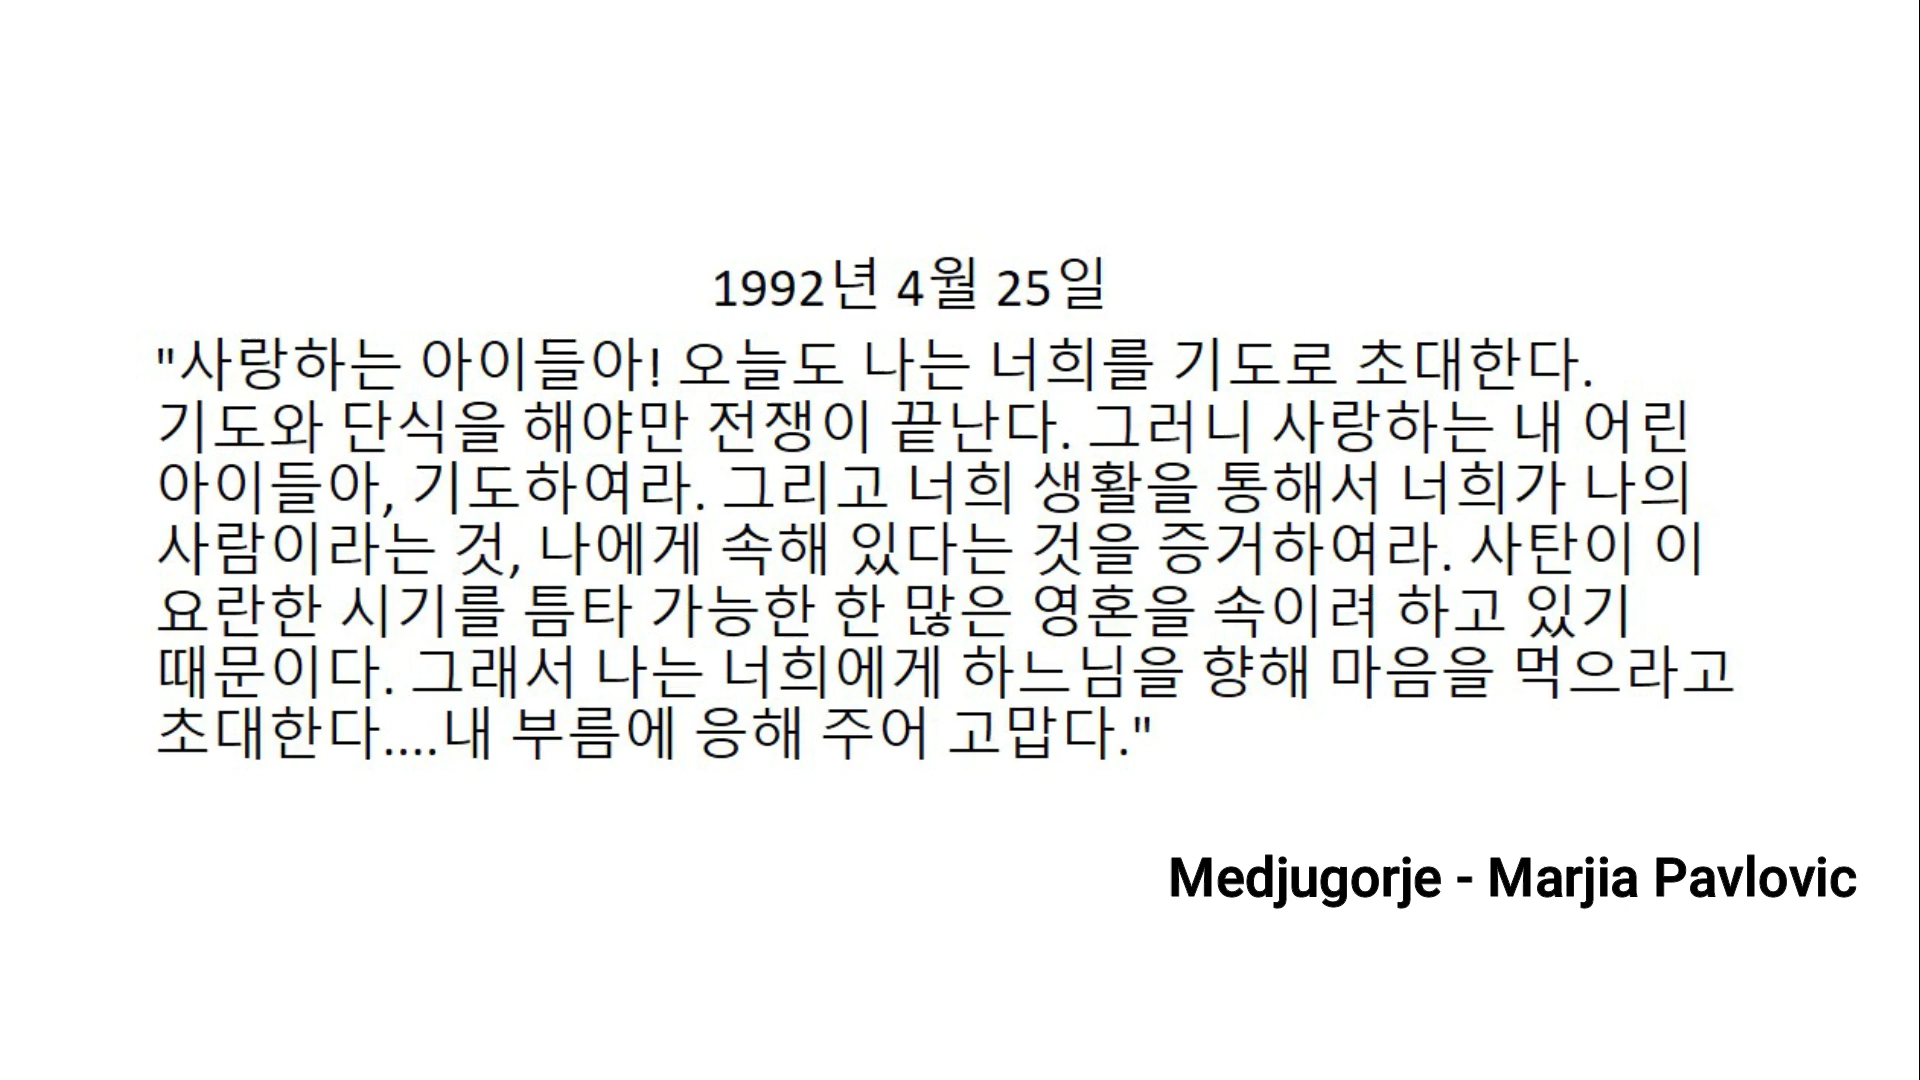 1992년 4월 25일
"사랑하는 아이들아! 오늘도 나는 너희를 기도로 초대한다.
기도와 단식을 해야만 전쟁이 끝난다. 그러니 사랑하는 내 어린
아이들아, 기도하여라. 그리고 너희 생활을 통해서 너희가 나의
사람이라는 것, 나에게 속해 있다는 것을 증거하여라. 사탄이 이
요란한 시기를 틈타 가능한 한 많은 영혼을 속이려 하고 있기
때문이다. 그래서 나는 너희에게 하느님을 향해 마음을 먹으라고
초대한다....내 부름에 응해 주어 고맙다."
Medjugorje - Marjia Pavlovic